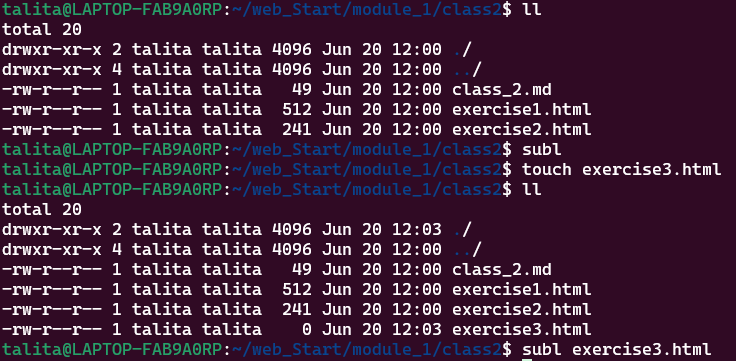 talita@LAPTOP-FAB9A0RP:~/web_Start/module_1/class2$ ll
total 20
drwxr-xr-x 2 talita talita 4096 Jun 20 12:00 ./
drwxr-xr-x 4 talita talita 4096 Jun 20 12:00 ../
-rw-r--r-- 1 talita talita   49 Jun 20 12:00 class_2.md
-rw-r--r-- 1 talita talita  512 Jun 20 12:00 exercise1.html
-rw-r--r-- 1 talita talita  241 Jun 20 12:00 exercise2.html
talita@LAPTOP-FAB9A0RP:~/web_Start/module_1/class2$ subl
talita@LAPTOP-FAB9A0RP:~/web_Start/module_1/class2$ touch exercise3.html
talita@LAPTOP-FAB9A0RP:~/web_Start/module_1/class2$ ll
total 20
drwxr-xr-x 2 talita talita 4096 Jun 20 12:03 ./
drwxr-xr-x 4 talita talita 4096 Jun 20 12:00 ../
-rw-r--r-- 1 talita talita   49 Jun 20 12:00 class_2.md
-rw-r--r-- 1 talita talita  512 Jun 20 12:00 exercise1.html
-rw-r--r-- 1 talita talita  241 Jun 20 12:00 exercise2.html
-rw-r--r-- 1 talita talita    0 Jun 20 12:03 exercise3.html
talita@LAPTOP-FAB9A0RP:~/web_Start/module_1/class2$ subl exercise3.html